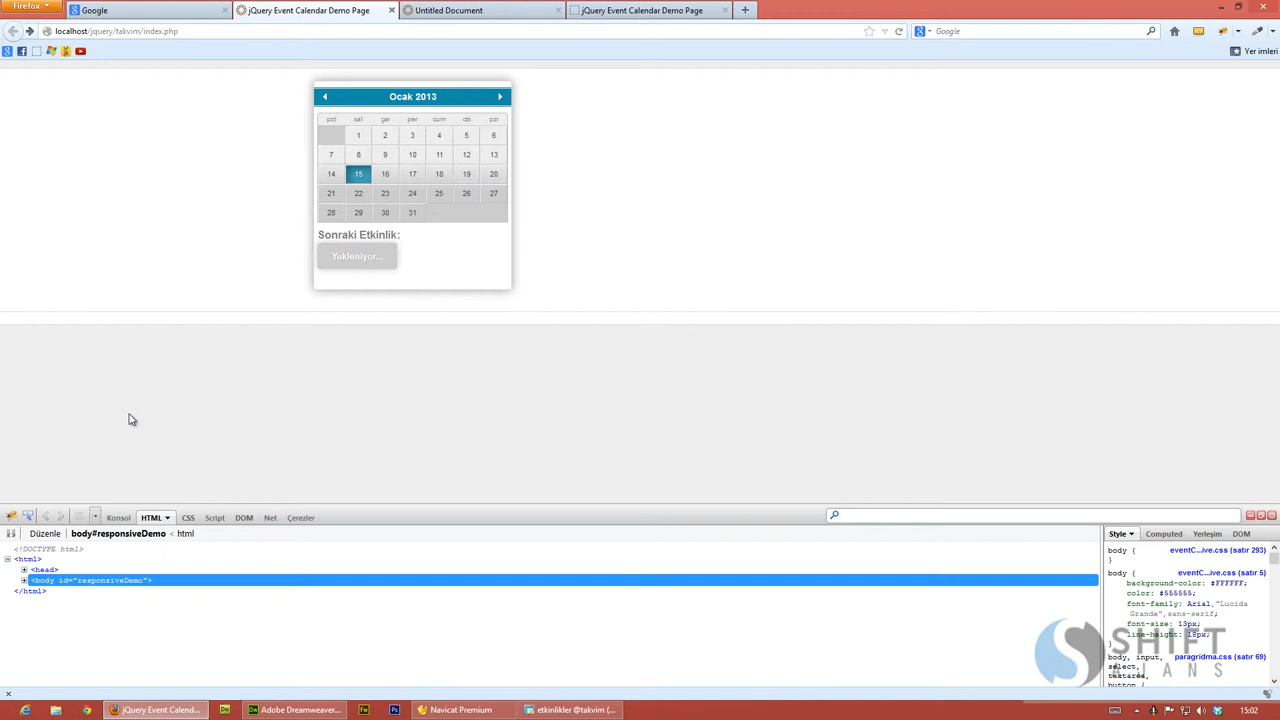 Firefox
Google
jQuery Event Calendar Demo Page
Untitled Document
jQuery Event Calendar Demo Page
localhost/jquery/takvim/index.php
Google
Yer imleri
Ocak 2013
pzt sal çar per cum cts pzr
1 2 3 4 5 6
7 8 9 10 11 12 13
14 15 16 17 18 19 20
21 22 23 24 25 26 27
28 29 30 31
Sonraki Etkinlik:
Yukleniyor...
Konsol HTML CSS Script DOM Net Çerezler
Düzenle body#responsiveDemo < html
Style Computed Yerleşim DOM
<!DOCTYPE html>
<html>
<head>
<body id="responsiveDemo">
</html>
body { eventC...ive.css (satır 293)
}
body { eventC...ive.css (satır 5)
background-color: #FFFFFF;
color: #555555;
font-family: Arial,"Lucida
Grande",sans-serif;
font-size: 13px;
line-height: 18px;
}
body, input, paragridma.css (satır 69)
select,
textarea,
button {
SHIFT
AJANS
jQuery Event Calend...
Adobe Dreamweaver...
Navicat Premium
etkinlikler @takvim (...
15:02